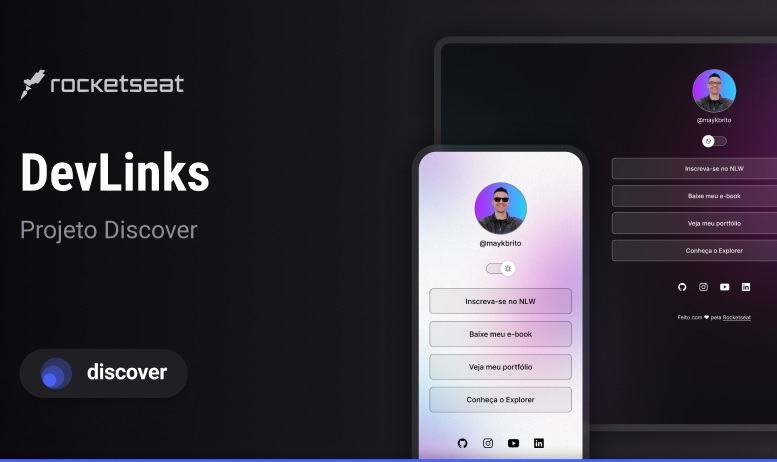 rocketseat
DevLinks
Projeto Discover
discover
@maykbrito
Inscreva-se no NLW
Baixe meu e-book
Veja meu portfólio
Conheça o Explorer
@maykbrito
Inscreva-se no NLW
Baixe meu e-book
Veja meu portfólio
Conheça o Explorer
Feito com ♥ pela Rocketseat